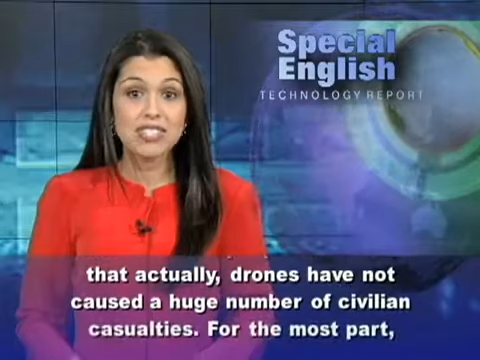 Special
English
TECHNOLOGY REPORT
that actually, drones have not
caused a huge number of civilian
casualties. For the most part,